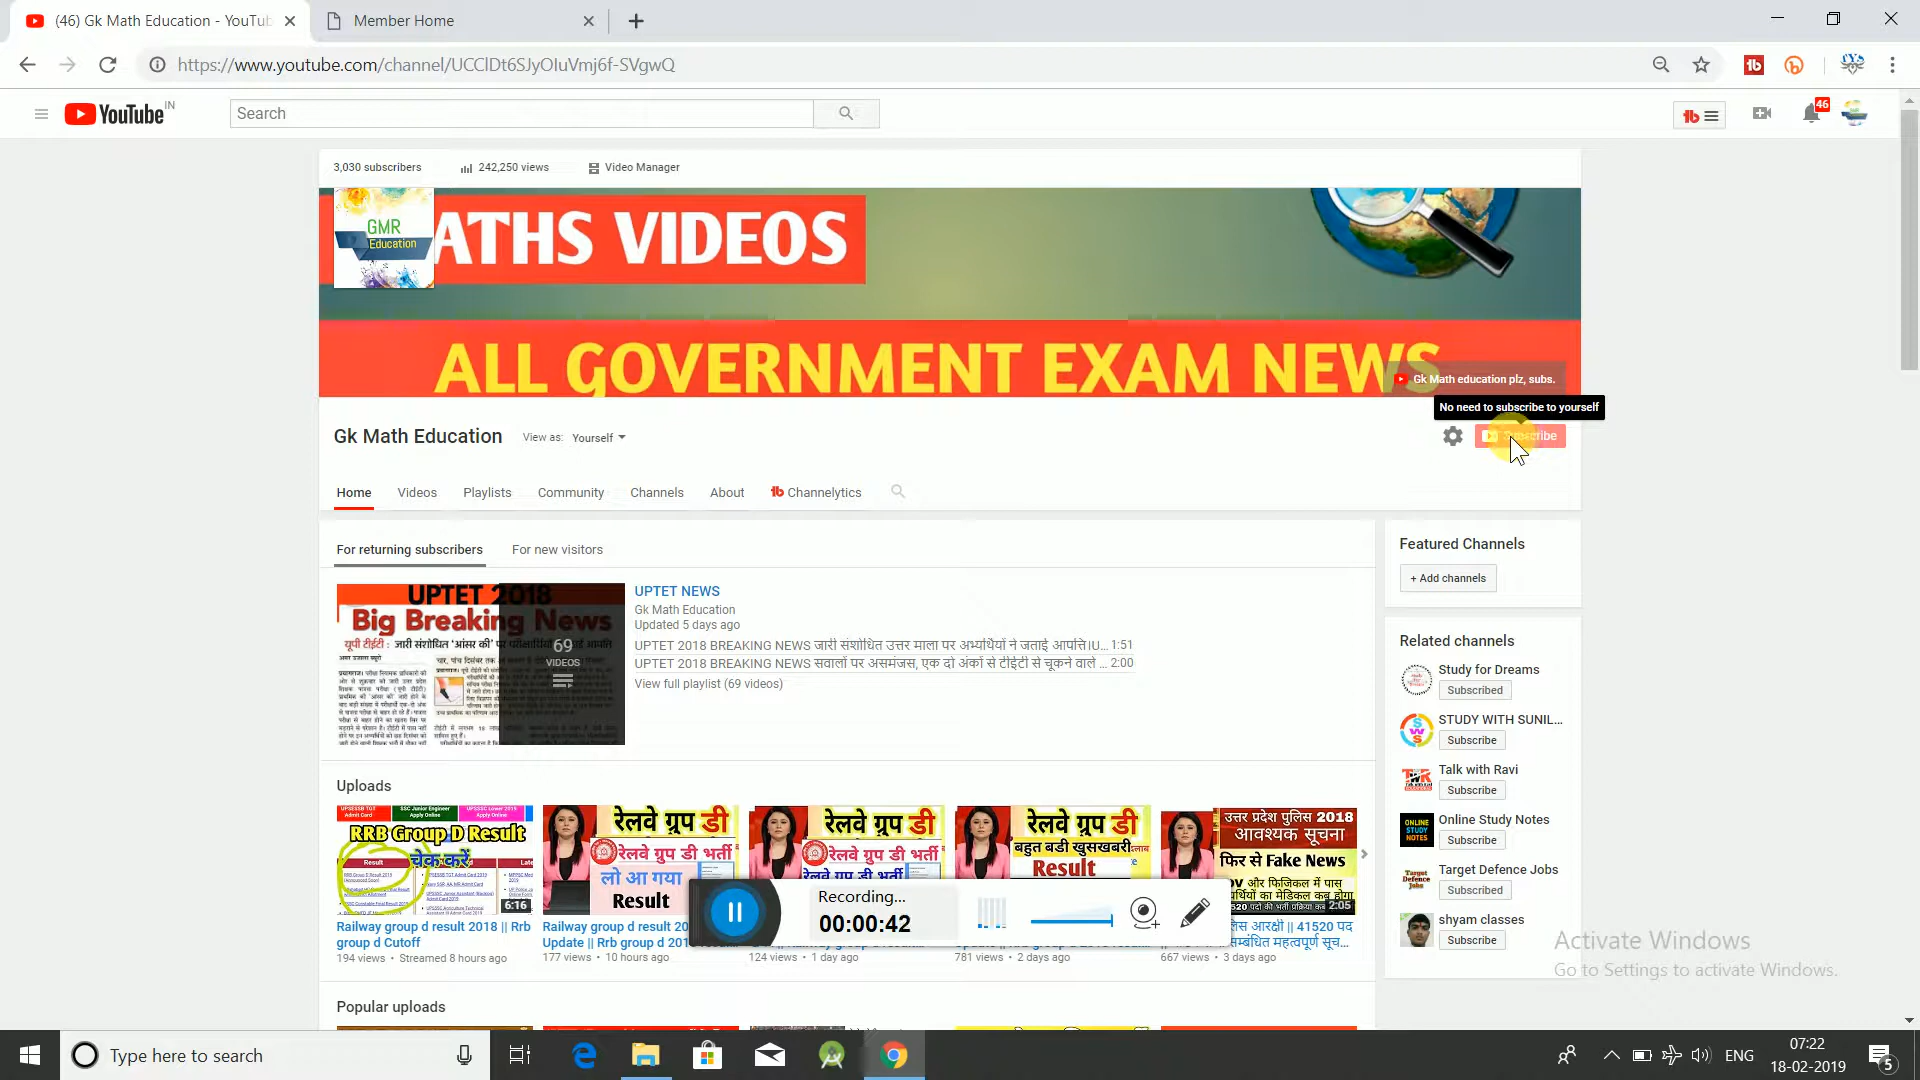 (46) Gk Math Education - YouTub
Member Home
https://www.youtube.com/channel/UCClDt6SJyOluVmj6f-SVgwQ
YouTube IN
Search
46
3,030 subscribers
242,250 views
Video Manager
GMR
Education
ATHS VIDEOS
ALL GOVERNMENT EXAM NEWS
Gk Math education plz, subs.
No need to subscribe to yourself
Gk Math Education
View as: Yourself
Subscribe
Home Videos Playlists Community Channels About Channelytics
For returning subscribers
For new visitors
UPTET 2018
Big Breaking News
69
VIDEOS
UPTET NEWS
Gk Math Education
Updated 5 days ago
UPTET 2018 BREAKING NEWS जारी संशोधित उत्तर माला पर अभ्यर्थियों ने जताई आपत्ति।U... 1:51
UPTET 2018 BREAKING NEWS सवालों पर असमंजस, एक दो अंकों से टीईटी से चूकने वाले ... 2:00
View full playlist (69 videos)
Featured Channels
+ Add channels
Related channels
Study for Dreams
Subscribed
STUDY WITH SUNIL...
Subscribe
Talk with Ravi
Subscribe
Online Study Notes
Subscribe
Target Defence Jobs
Subscribed
shyam classes
Subscribe
Uploads
RRB Group D Result
चेक करें
6:16
Railway group d result 2018 || Rrb
group d Cutoff
194 views • Streamed 8 hours ago
रेलवे ग्रुप डी
रेलवे ग्रुप डी भर्ती
लो आ गया
Result
Railway group d result 20
Update || Rrb group d 201
177 views • 10 hours ago
रेलवे ग्रुप डी
रेलवे ग्रुप डी भर्ती
124 views • 1 day ago
रेलवे ग्रुप डी
बहुत बडी खुसखबरी
Result
781 views • 2 days ago
उत्तर प्रदेश पुलिस 2018
आवश्यक सूचना
फिर से Fake News
2:05
667 views • 3 days ago
Recording...
00:00:42
Popular uploads
Activate Windows
Go to Settings to activate Windows.
Type here to search
ENG
07:22
18-02-2019
5